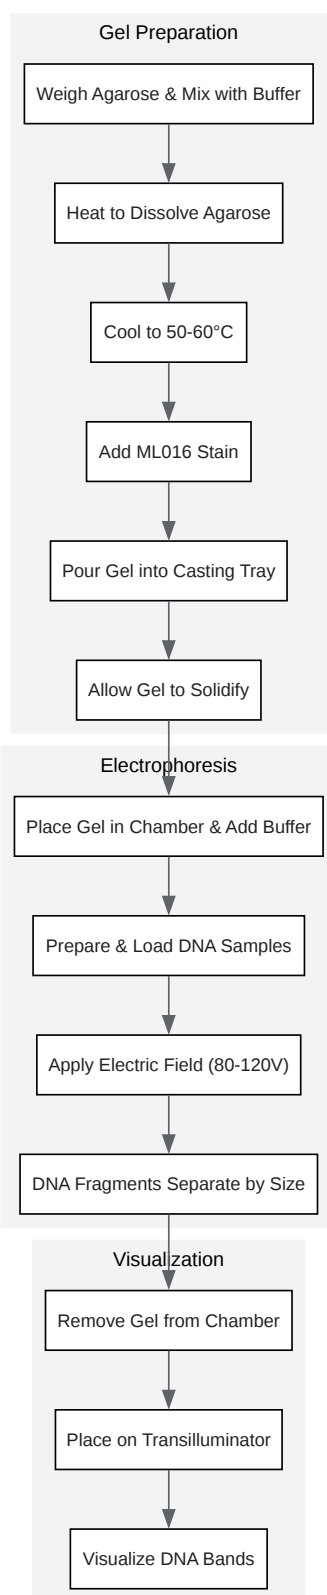 Gel Preparation
Weigh Agarose & Mix with Buffer
Heat to Dissolve Agarose
Cool to 50-60°C
Add ML016 Stain
Pour Gel into Casting Tray
Allow Gel to Solidify
Electrophoresis
Place Gel in Chamber & Add Buffer
Prepare & Load DNA Samples
Apply Electric Field (80-120V)
DNA Fragments Separate by Size
Visualization
Remove Gel from Chamber
Place on Transilluminator
Visualize DNA Bands